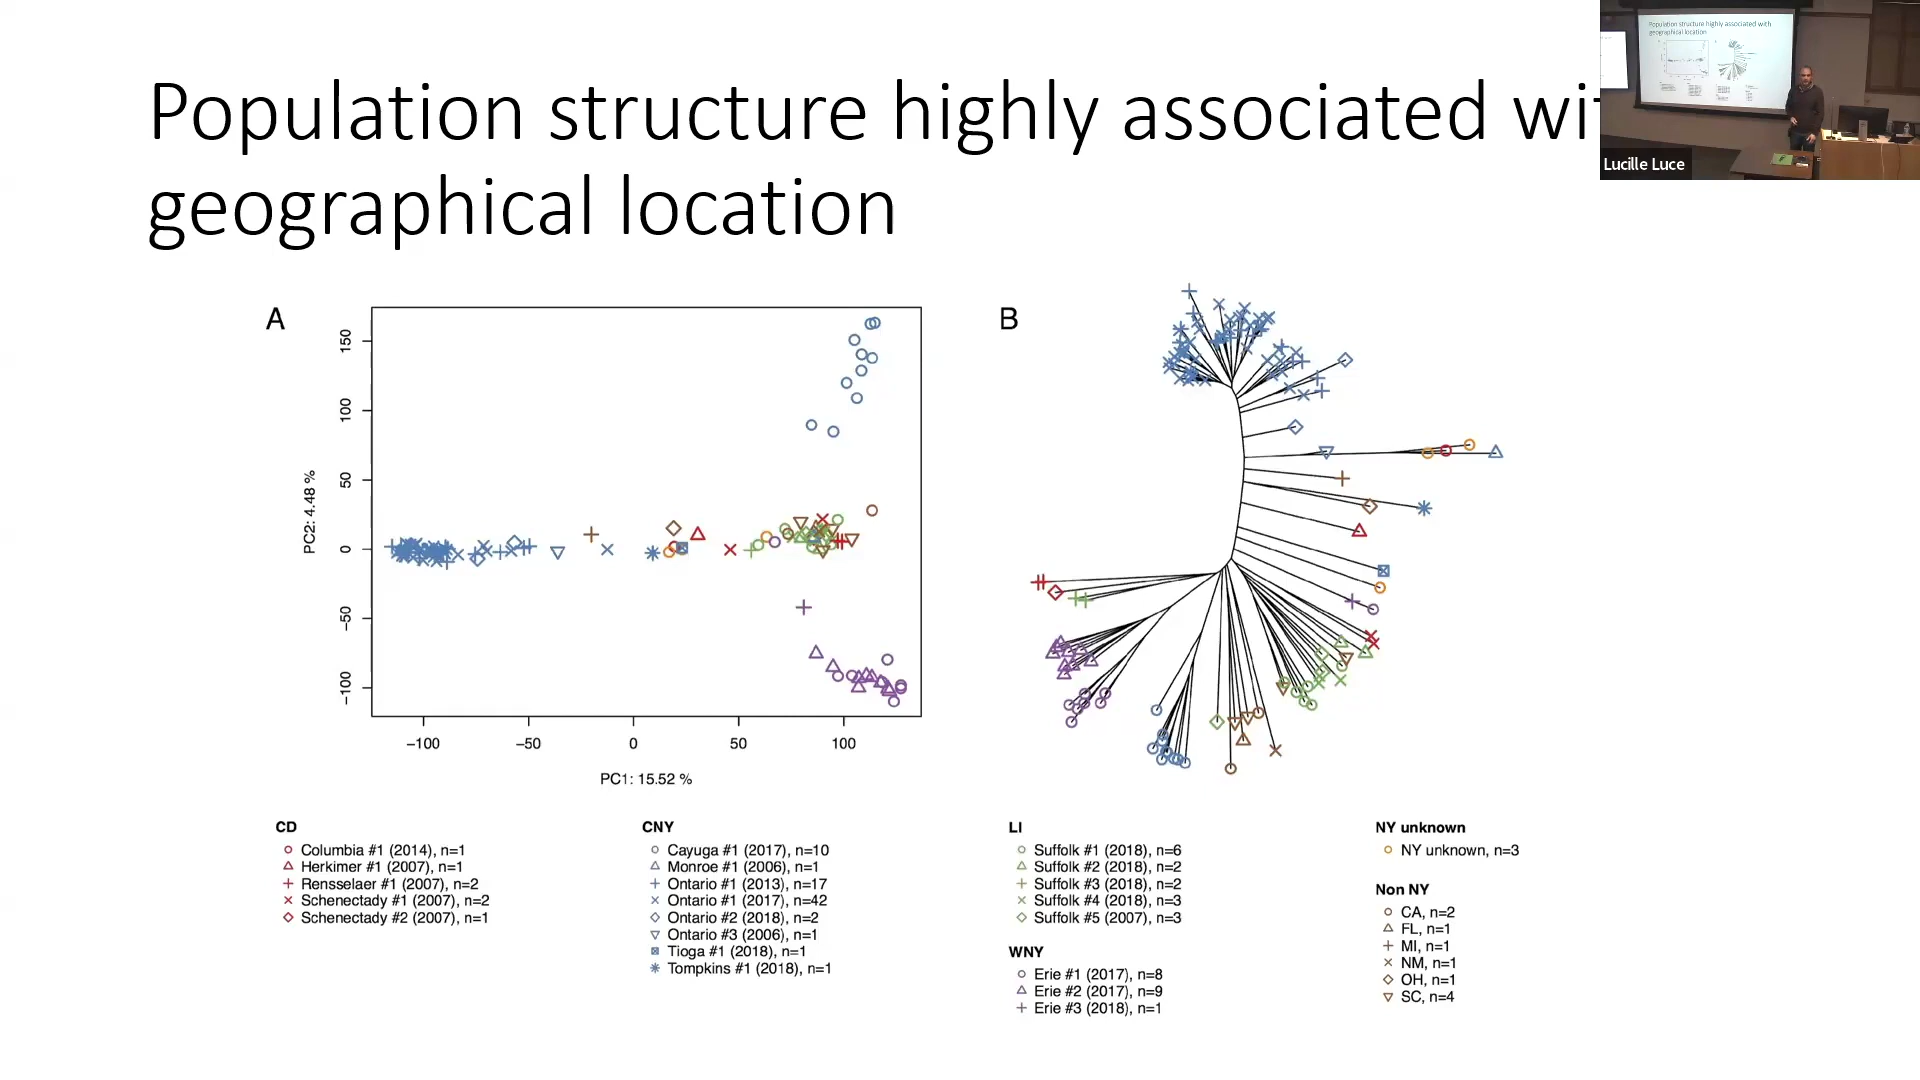 Population structure highly associated wi
geographical location
Population structure highly associated with
geographical location
Lucille Luce
A
B
150
100
50
0
−50
−100
PC2: 4.48 %
−100
−50
0
50
100
PC1: 15.52 %
CD
Columbia #1 (2014), n=1
Herkimer #1 (2007), n=1
Rensselaer #1 (2007), n=2
Schenectady #1 (2007), n=2
Schenectady #2 (2007), n=1
CNY
Cayuga #1 (2017), n=10
Monroe #1 (2006), n=1
Ontario #1 (2013), n=17
Ontario #1 (2017), n=42
Ontario #2 (2018), n=2
Ontario #3 (2006), n=1
Tioga #1 (2018), n=1
Tompkins #1 (2018), n=1
LI
Suffolk #1 (2018), n=6
Suffolk #2 (2018), n=2
Suffolk #3 (2018), n=2
Suffolk #4 (2018), n=3
Suffolk #5 (2007), n=3
WNY
Erie #1 (2017), n=8
Erie #2 (2017), n=9
Erie #3 (2018), n=1
NY unknown
NY unknown, n=3
Non NY
CA, n=2
FL, n=1
MI, n=1
NM, n=1
OH, n=1
SC, n=4